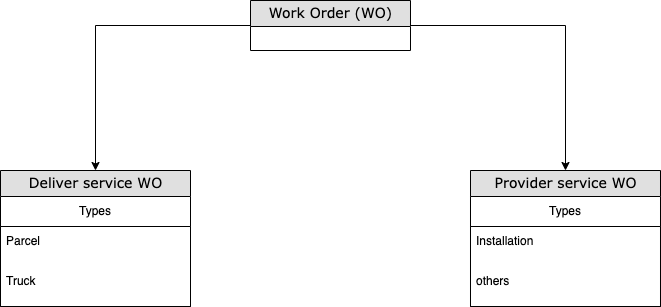 Work Order (WO)
Deliver service WO
Types
Parcel
Truck
Provider service WO
Types
Installation
others